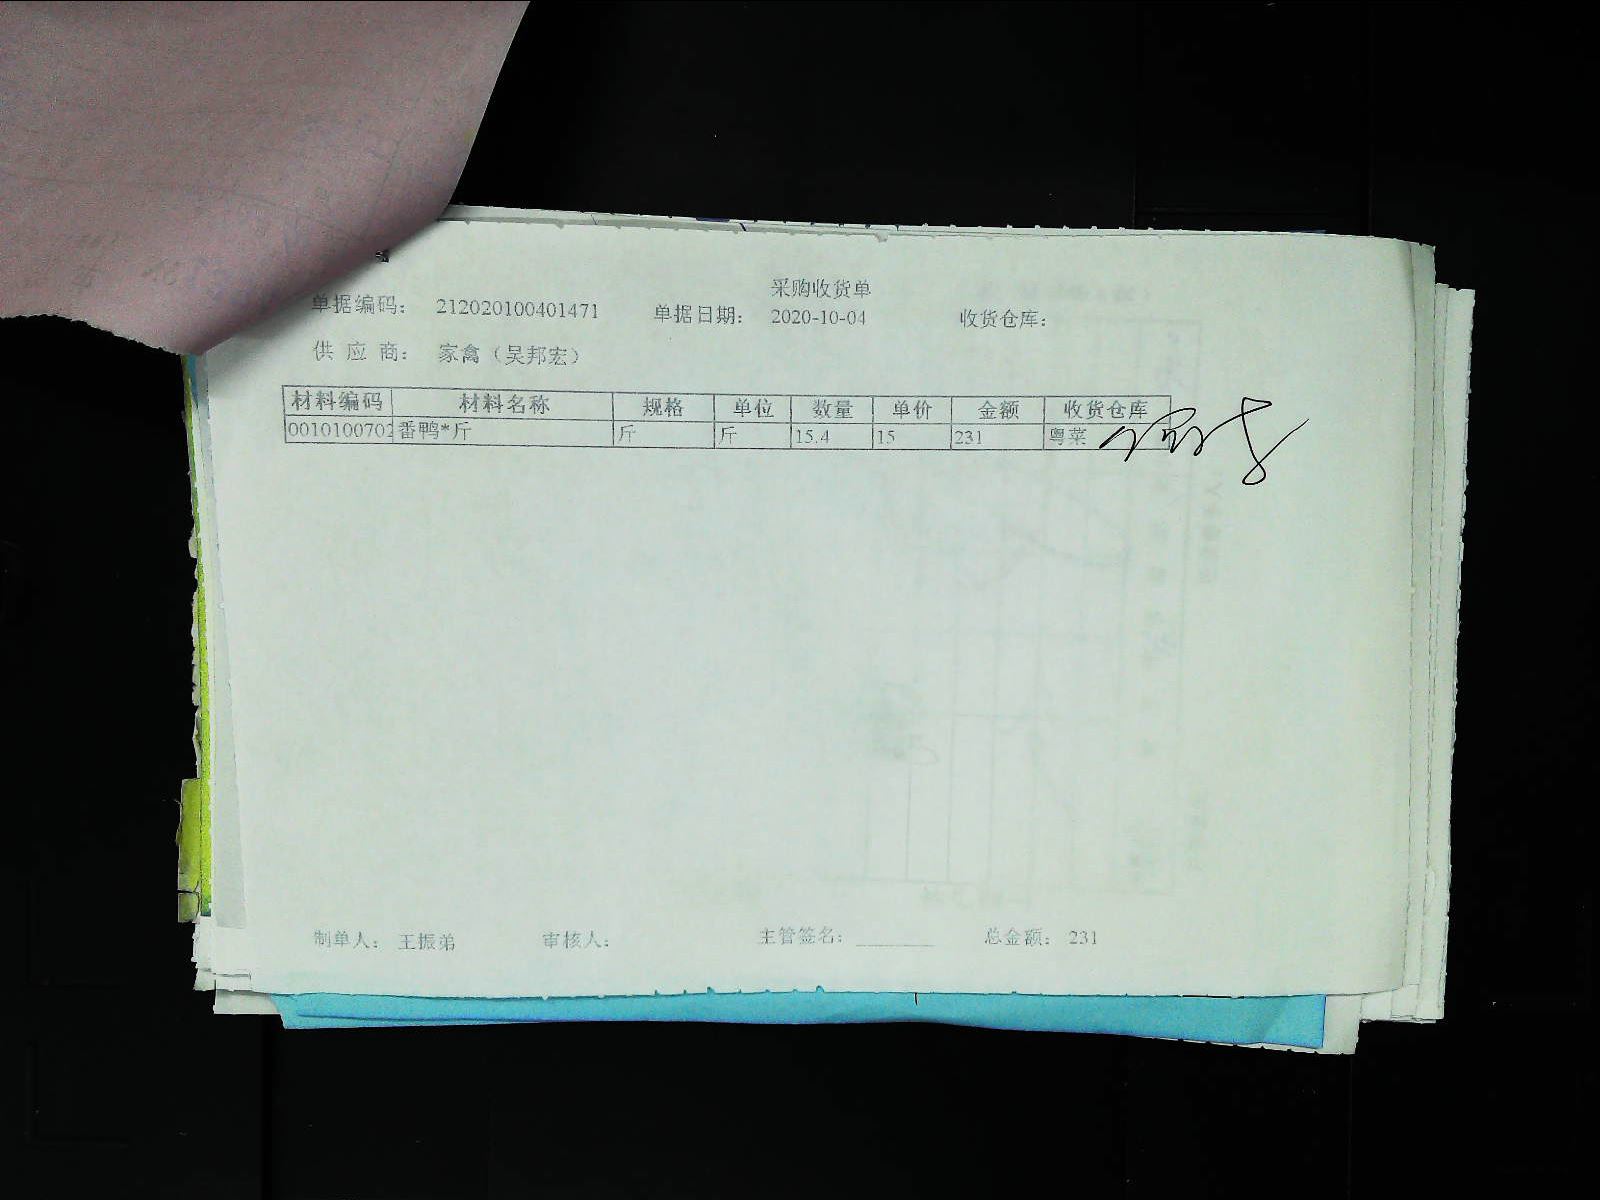 采购收货单
单据编码： 212020100401471 单据日期： 2020-10-04 收货仓库：
供 应 商： 家禽（吴邦宏）
材料编码 材料名称 规格 单位 数量 单价 金额 收货仓库
0010100702 番鸭*斤 斤 斤 15.4 15 231 粤菜
制单人： 王振弟 审核人： 主管签名： ________ 总金额： 231